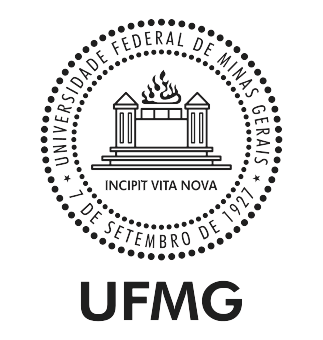 UNIVERSIDADE FEDERAL DE MINAS GERAIS
INCIPIT VITA NOVA
★ 7 DE SETEMBRO DE 1927 ★
UFMG